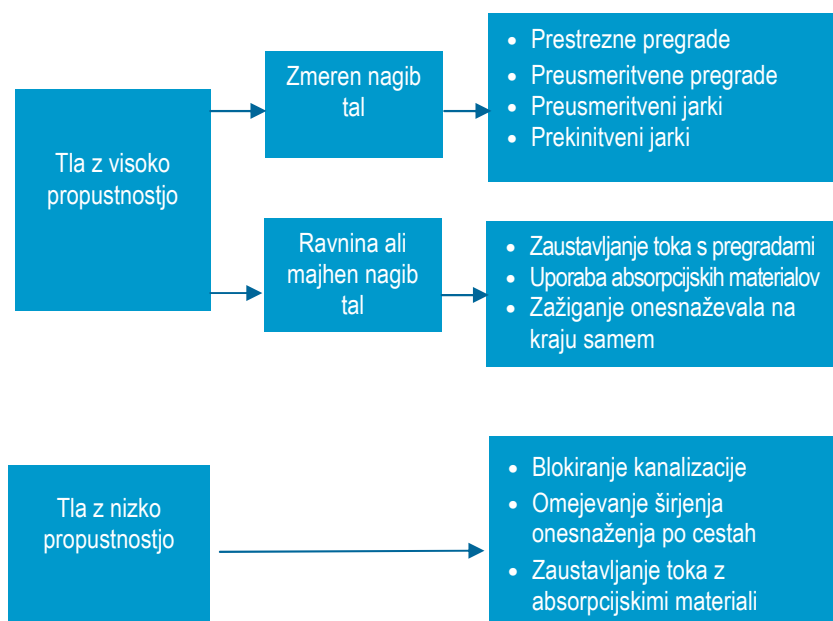 Tla z visoko
propustnostjo
Zmeren nagib
tal
• Prestrezne pregrade
• Preusmeritvene pregrade
• Preusmeritveni jarki
• Prekinitveni jarki
Ravnina ali
majhen nagib
tal
• Zaustavljanje toka s pregradami
• Uporaba absorpcijskih materialov
• Zažiganje onesnaževala na
kraju samem
Tla z nizko
propustnostjo
• Blokiranje kanalizacije
• Omejevanje širjenja
onesnaženja po cestah
• Zaustavljanje toka z
absorpcijskimi materiali